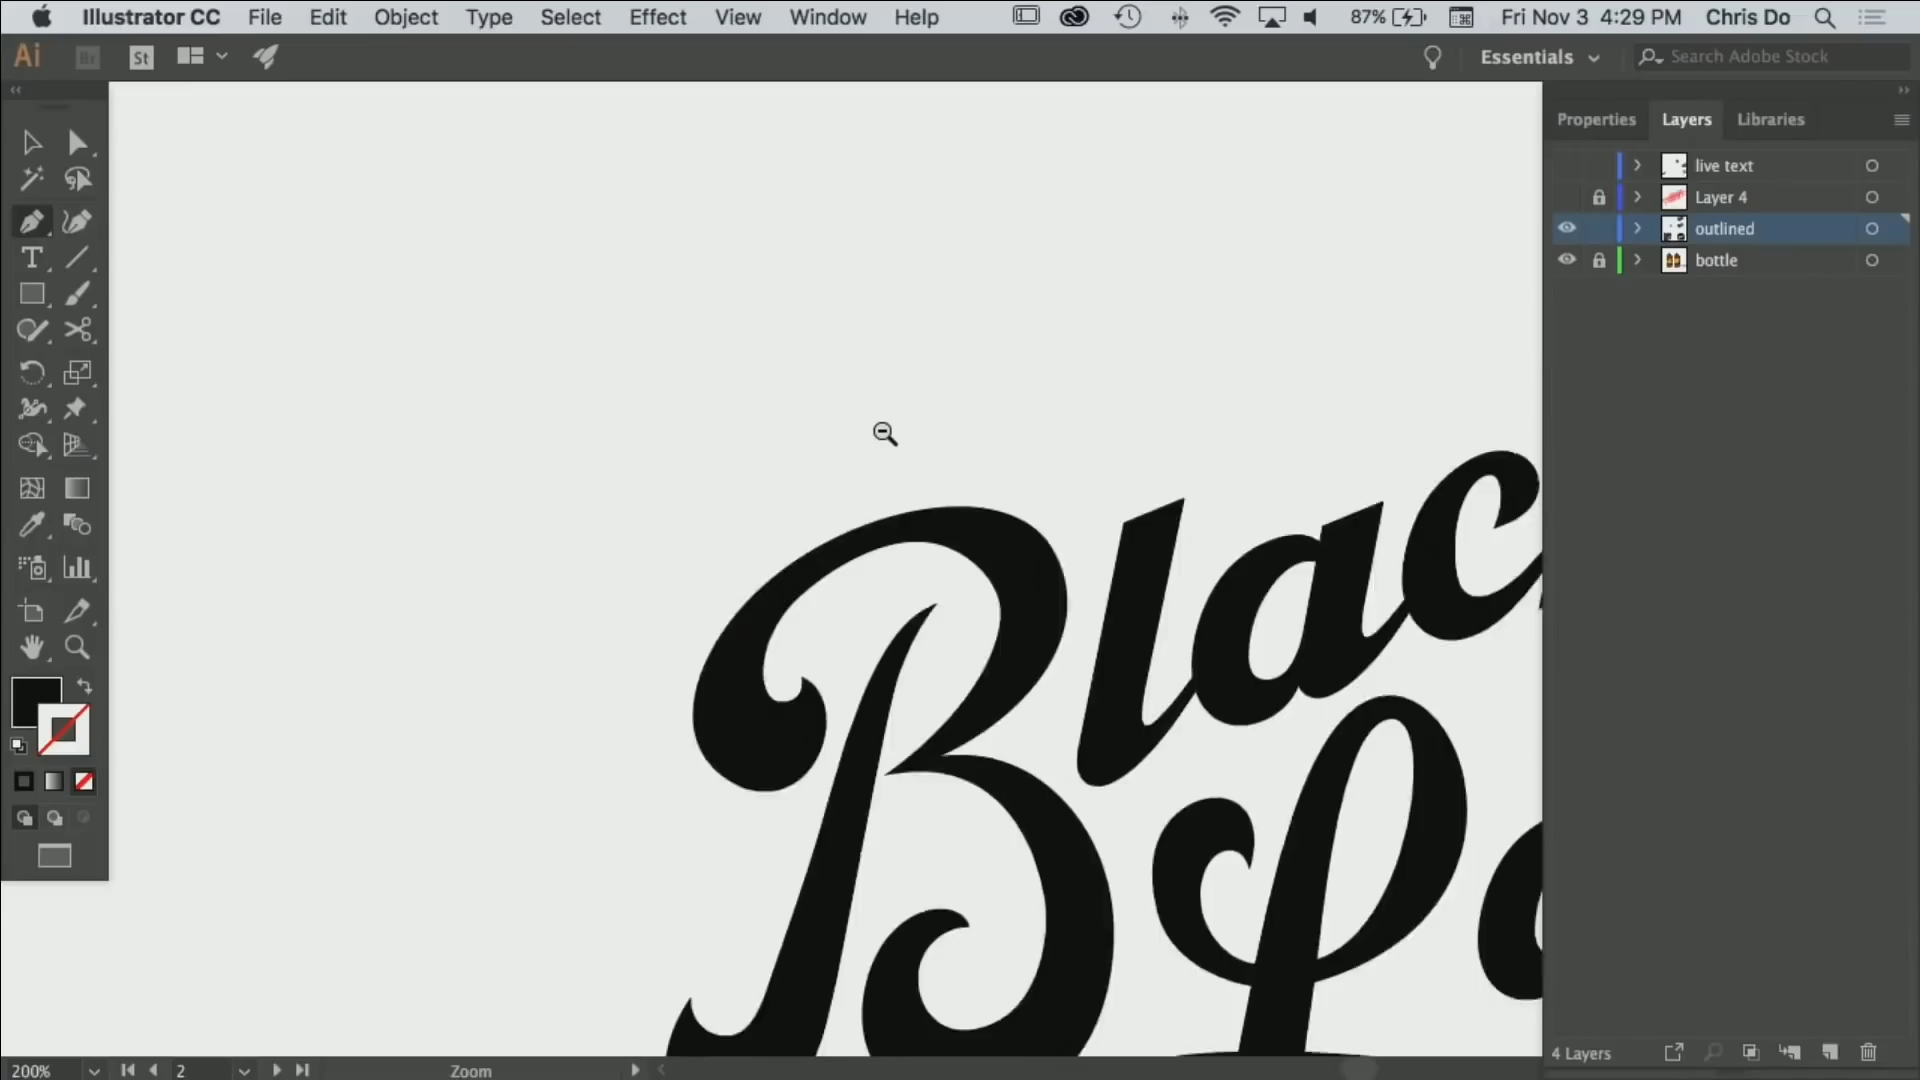 Illustrator CC File Edit Object Type Select Effect View Window Help 87% Fri Nov 3 4:29 PM Chris Do
Ai Br St Essentials Search Adobe Stock
Properties Layers Libraries
live text
Layer 4
outlined
bottle
Blac
4 Layers
200% 2 Zoom